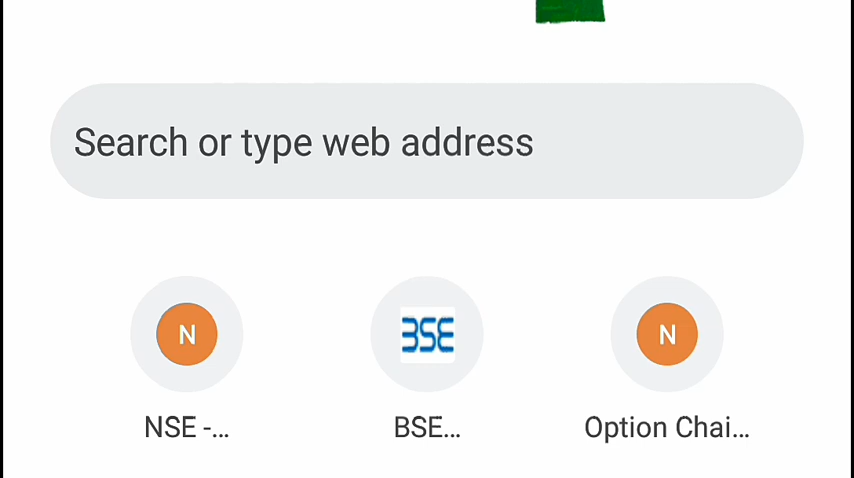 Search or type web address
N
BSE
N
NSE -...
BSE...
Option Chai...